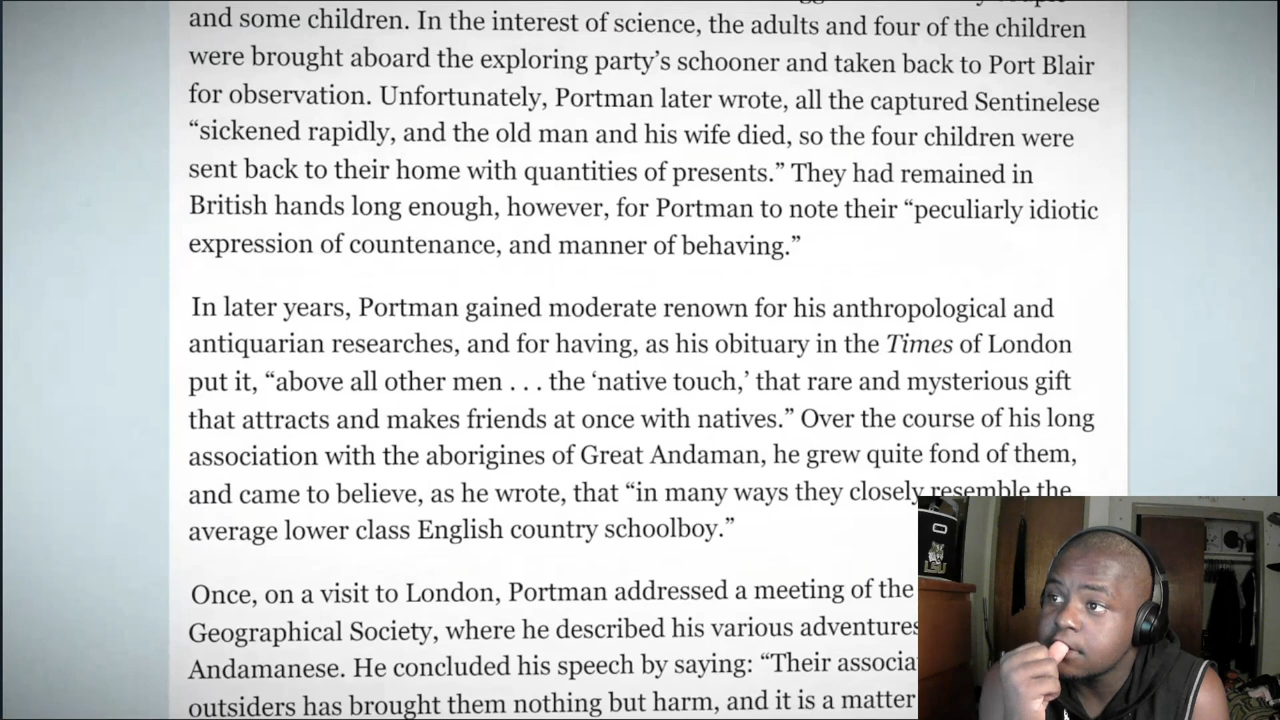 and some children. In the interest of science, the adults and four of the children
were brought aboard the exploring party’s schooner and taken back to Port Blair
for observation. Unfortunately, Portman later wrote, all the captured Sentinelese
“sickened rapidly, and the old man and his wife died, so the four children were
sent back to their home with quantities of presents.” They had remained in
British hands long enough, however, for Portman to note their “peculiarly idiotic
expression of countenance, and manner of behaving.”
In later years, Portman gained moderate renown for his anthropological and
antiquarian researches, and for having, as his obituary in the Times of London
put it, “above all other men . . . the ‘native touch,’ that rare and mysterious gift
that attracts and makes friends at once with natives.” Over the course of his long
association with the aborigines of Great Andaman, he grew quite fond of them,
and came to believe, as he wrote, that “in many ways they closely resemble the
average lower class English country schoolboy.”
Once, on a visit to London, Portman addressed a meeting of the
Geographical Society, where he described his various adventures
Andamanese. He concluded his speech by saying: “Their associa
outsiders has brought them nothing but harm, and it is a matter
LSU